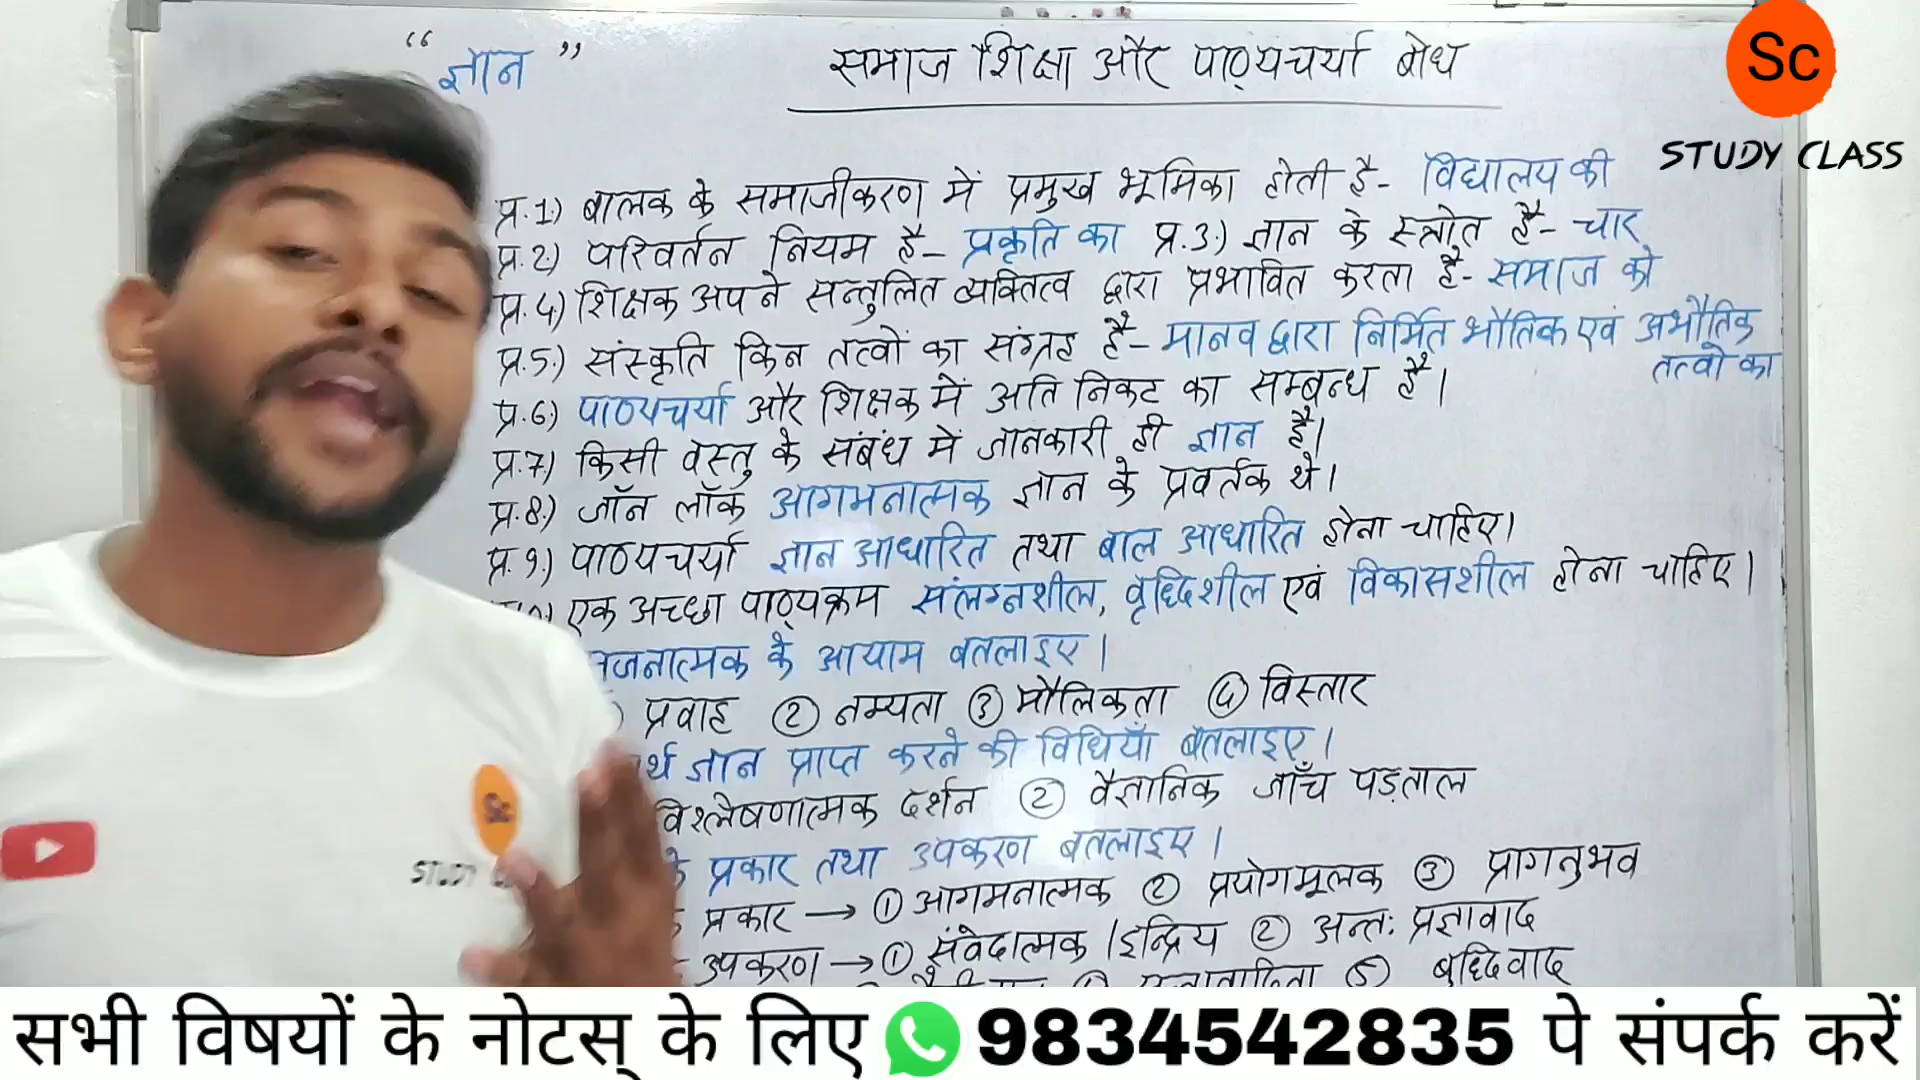 “ ज्ञान ”
समाज शिक्षा और पाठ्यचर्या बोध
Sc
STUDY CLASS
प्र.1) बालक के समाजीकरण में प्रमुख भूमिका होती है- विद्यालय की
प्र.2) परिवर्तन नियम है- प्रकृति का प्र.3) ज्ञान के स्त्रोत है- चार
प्र.4) शिक्षक अपने सन्तुलित व्यक्तित्व द्वारा प्रभावित करता है- समाज को
प्र.5) संस्कृति किन तत्वों का संग्रह है- मानव द्वारा निर्मित भौतिक एवं अभौतिक
तत्वों का
प्र.6) पाठ्यचर्या और शिक्षक में अति निकट का सम्बन्ध है।
प्र.7) किसी वस्तु के संबंध में जानकारी ही ज्ञान है।
प्र.8) जॉन लॉक आगमनात्मक ज्ञान के प्रवर्तक थे।
प्र.9) पाठ्यचर्या ज्ञान आधारित तथा बाल आधारित होना चाहिए।
एक अच्छा पाठ्यक्रम संलग्नशील, वृध्दिशील एवं विकासशील होना चाहिए।
के आयाम बतलाइए।
प्रवाह ② नम्यता ③ मौलिकता ④ विस्तार
ज्ञान प्राप्त करने की विधियाँ बतलाइए।
विश्लेषणात्मक दर्शन ② वैज्ञानिक जाँच पड़ताल
के प्रकार तथा उपकरण बतलाइए।
प्रकार → ① आगमनात्मक ② प्रयोगमूलक ③ प्रागनुभव
उपकरण → ① संवेदात्मक / इन्द्रिय ② अन्तः प्रज्ञावाद
⑤ बुध्दिवाद
Sc
सभी विषयों के नोटस् के लिए 9834542835 पे संपर्क करें